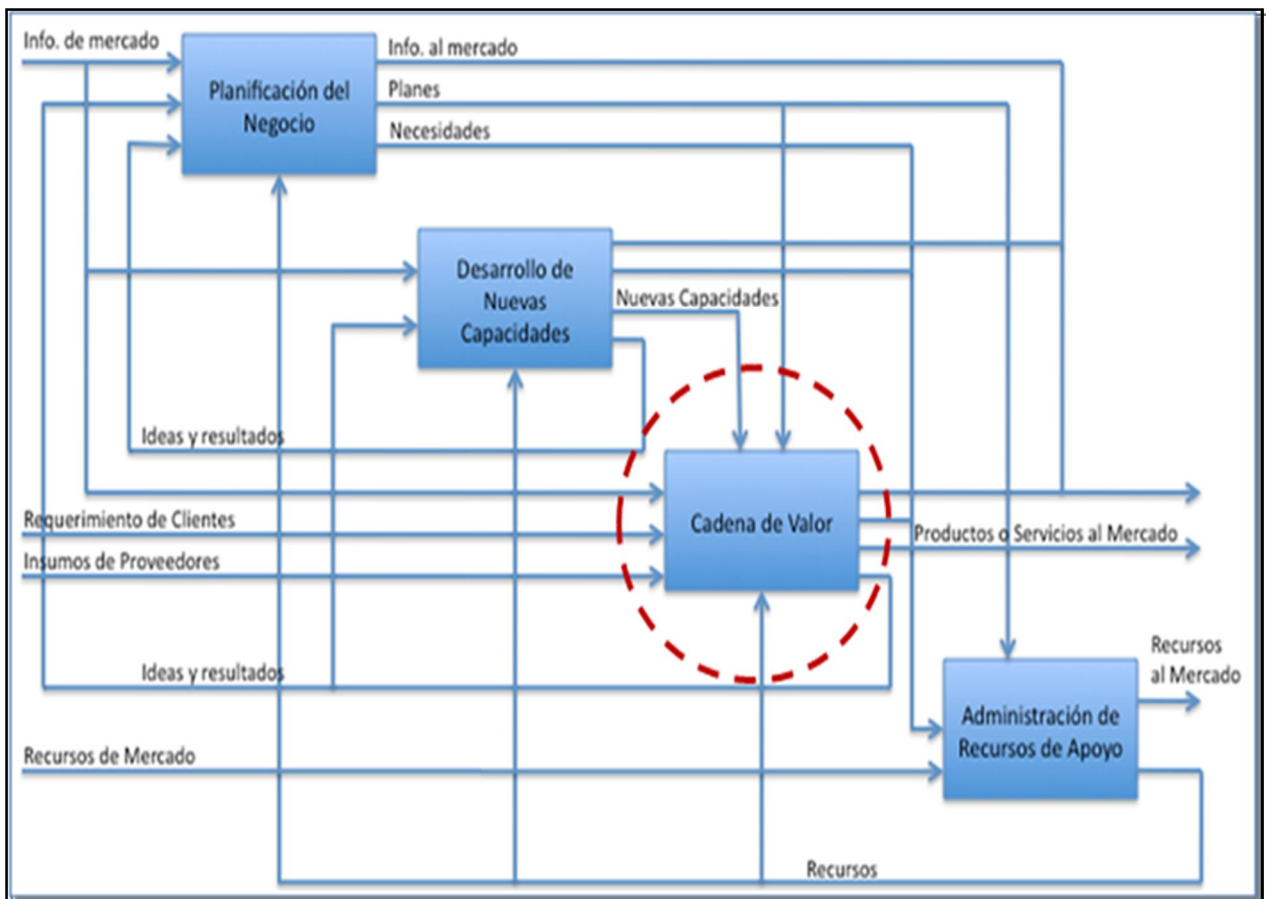 Info. de mercado
Planificación del
Negocio
Info. al mercado
Planes
Necesidades
Desarrollo de
Nuevas
Capacidades
Nuevas Capacidades
Ideas y resultados
Requerimiento de Clientes
Insumos de Proveedores
Cadena de Valor
Productos o Servicios al Mercado
Ideas y resultados
Recursos
al Mercado
Administración de
Recursos de Apoyo
Recursos de Mercado
Recursos